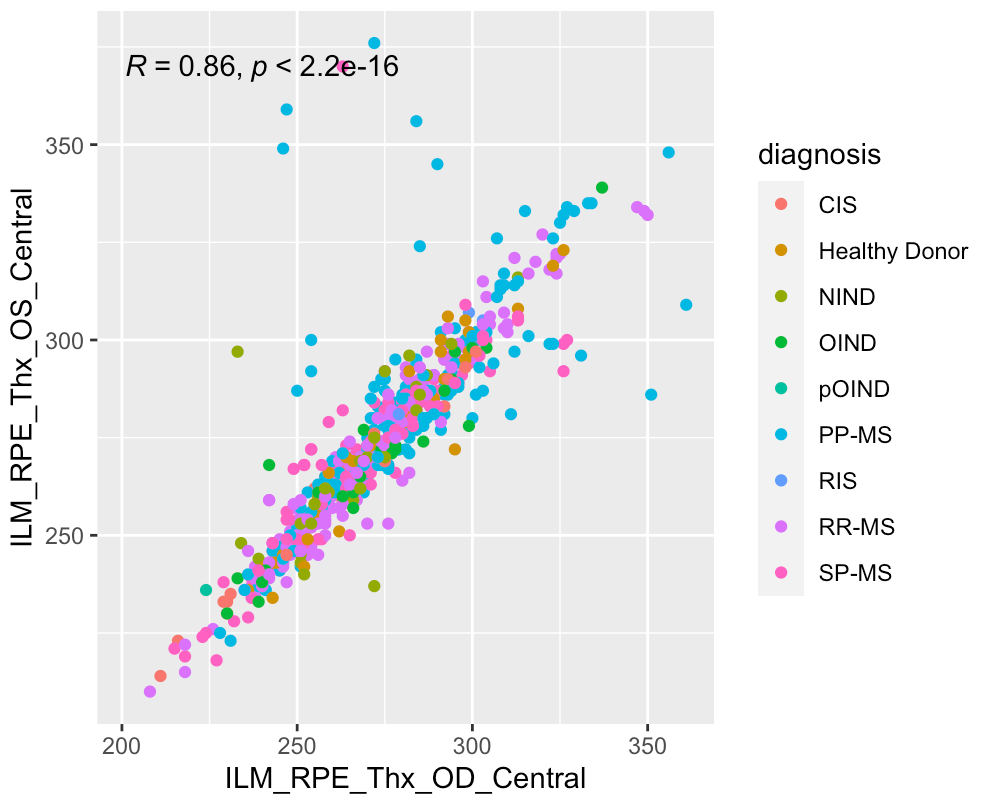 R = 0.86, p < 2.2e-16
350
300
250
ILM_RPE_Thx_OS_Central
200
250
300
350
ILM_RPE_Thx_OD_Central
diagnosis
CIS
Healthy Donor
NIND
OIND
pOIND
PP-MS
RIS
RR-MS
SP-MS